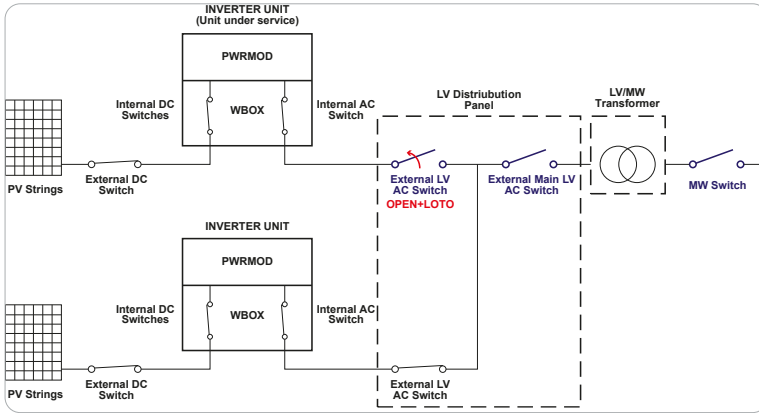 INVERTER UNIT
(Unit under service)
PWRMOD
Internal DC
Switches
WBOX
Internal AC
Switch
LV Distriubution
Panel
LV/MW
Transformer
PV Strings
External DC
Switch
External LV
AC Switch
OPEN+LOTO
External Main LV
AC Switch
MW Switch
INVERTER UNIT
PWRMOD
Internal DC
Switches
WBOX
Internal AC
Switch
PV Strings
External DC
Switch
External LV
AC Switch